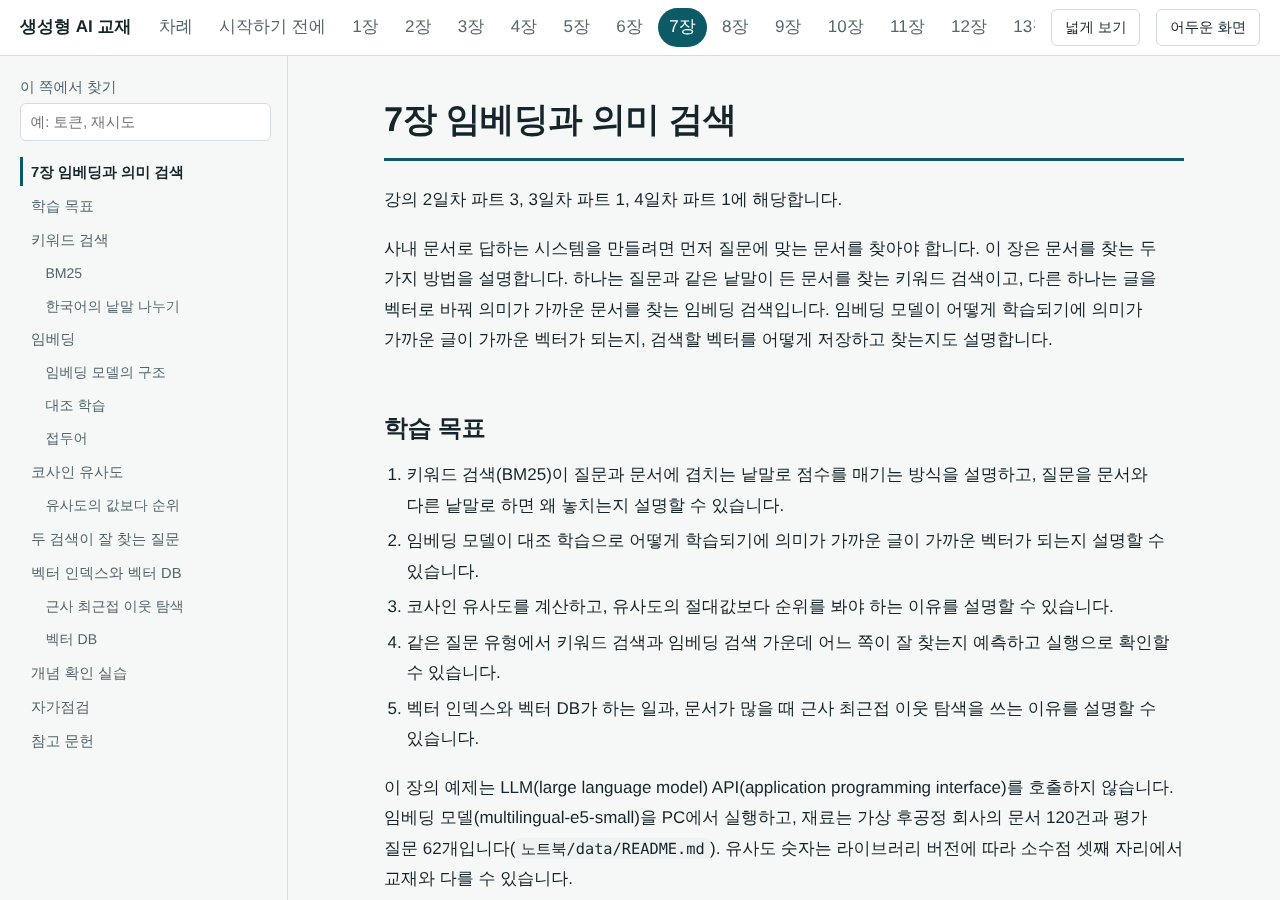 생성형 AI 교재 차례 시작하기 전에 1장 2장 3장 4장 5장 6장 7장 8장 9장 10장 11장 12장 13 넓게 보기 어두운 화면
이 쪽에서 찾기
예: 토큰, 재시도
7장 임베딩과 의미 검색
학습 목표
키워드 검색
BM25
한국어의 낱말 나누기
임베딩
임베딩 모델의 구조
대조 학습
접두어
코사인 유사도
유사도의 값보다 순위
두 검색이 잘 찾는 질문
벡터 인덱스와 벡터 DB
근사 최근접 이웃 탐색
벡터 DB
개념 확인 실습
자가점검
참고 문헌
7장 임베딩과 의미 검색
강의 2일차 파트 3, 3일차 파트 1, 4일차 파트 1에 해당합니다.
사내 문서로 답하는 시스템을 만들려면 먼저 질문에 맞는 문서를 찾아야 합니다. 이 장은 문서를 찾는 두
가지 방법을 설명합니다. 하나는 질문과 같은 낱말이 든 문서를 찾는 키워드 검색이고, 다른 하나는 글을
벡터로 바꿔 의미가 가까운 문서를 찾는 임베딩 검색입니다. 임베딩 모델이 어떻게 학습되기에 의미가
가까운 글이 가까운 벡터가 되는지, 검색할 벡터를 어떻게 저장하고 찾는지도 설명합니다.
학습 목표
1. 키워드 검색(BM25)이 질문과 문서에 겹치는 낱말로 점수를 매기는 방식을 설명하고, 질문을 문서와
다른 낱말로 하면 왜 놓치는지 설명할 수 있습니다.
2. 임베딩 모델이 대조 학습으로 어떻게 학습되기에 의미가 가까운 글이 가까운 벡터가 되는지 설명할 수
있습니다.
3. 코사인 유사도를 계산하고, 유사도의 절대값보다 순위를 봐야 하는 이유를 설명할 수 있습니다.
4. 같은 질문 유형에서 키워드 검색과 임베딩 검색 가운데 어느 쪽이 잘 찾는지 예측하고 실행으로 확인할
수 있습니다.
5. 벡터 인덱스와 벡터 DB가 하는 일과, 문서가 많을 때 근사 최근접 이웃 탐색을 쓰는 이유를 설명할 수
있습니다.
이 장의 예제는 LLM(large language model) API(application programming interface)를 호출하지 않습니다.
임베딩 모델(multilingual-e5-small)을 PC에서 실행하고, 재료는 가상 후공정 회사의 문서 120건과 평가
질문 62개입니다( 노트북/data/README.md ). 유사도 숫자는 라이브러리 버전에 따라 소수점 셋째 자리에서
교재와 다를 수 있습니다.